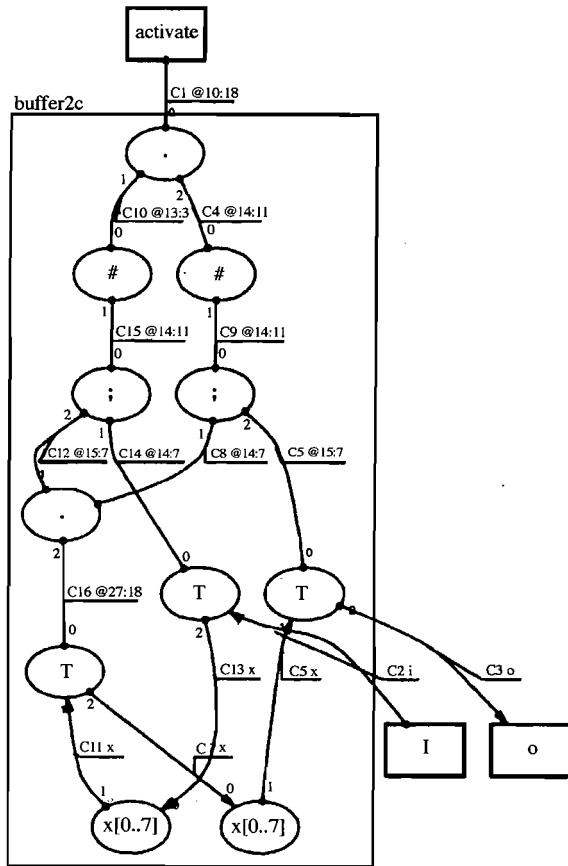 activate
C1 @10:18
0
buffer2c
.
1 2
C10 @13:3 C4 @14:11
0 0
# #
1 1
C15 @14:11 C9 @14:11
0 0
; ;
2 1 1 2
C12 @15:7 C14 @14:7 C8 @14:7 C5 @15:7
1
.
2 0 0
T T
C16 @27:18 2
0 C13 x C5 x C2 i C3 o
T
2
I o
C11 x C x
1 0 1
x[0..7] x[0..7]